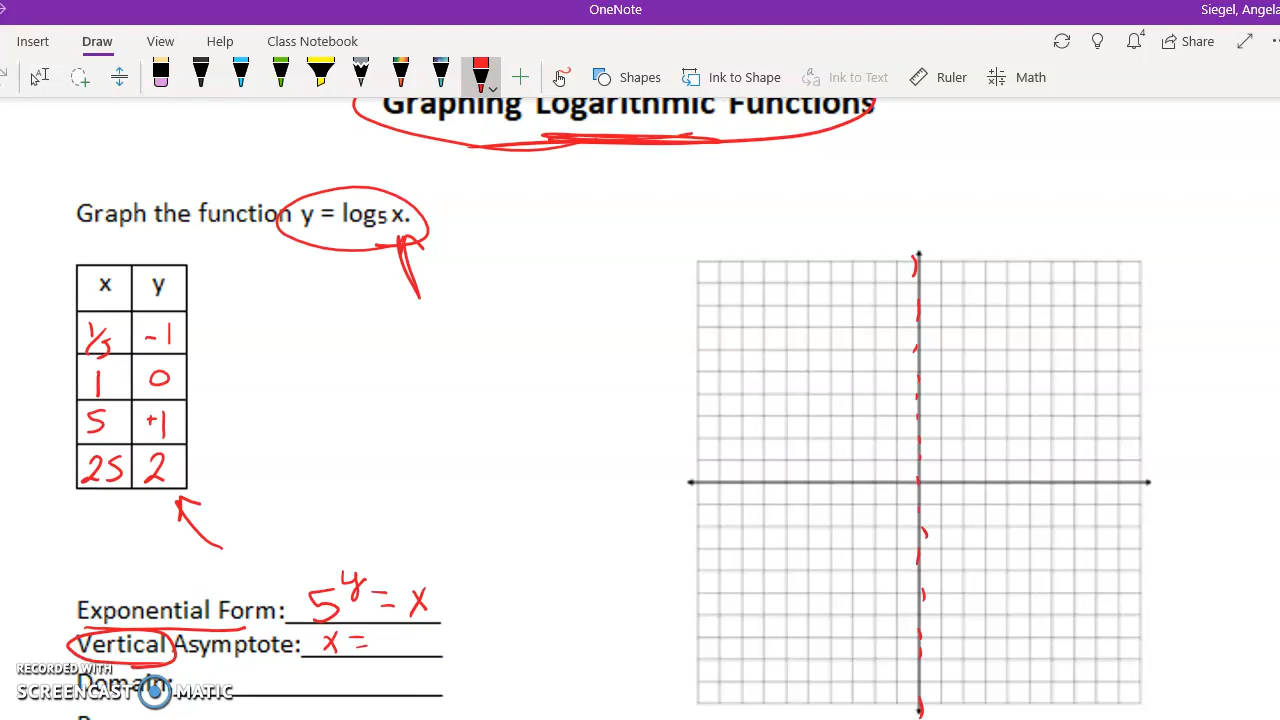 OneNote
Siegel, Angela
Insert Draw View Help Class Notebook
4 Share
Shapes Ink to Shape Ink to Text Ruler Math
Graphing Logarithmic Functions
Graph the function y = log₅ x.
x y
1/5 -1
1 0
5 +1
25 2
Exponential Form: 5^y = x
Vertical Asymptote: x =
RECORDED WITH
SCREENCAST MATIC
Domain: